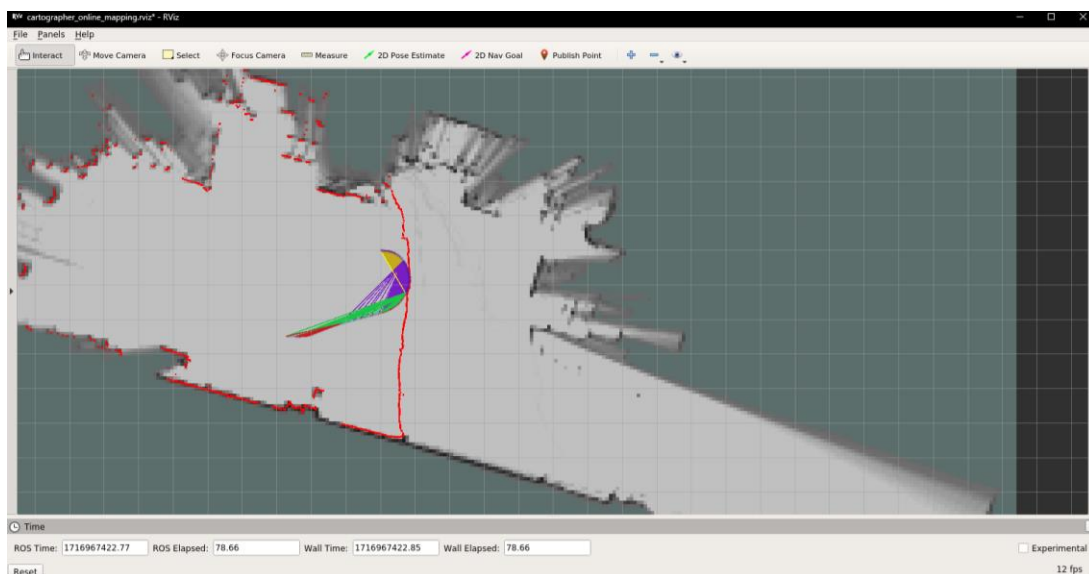 RViz cartographer_online_mapping.rviz* - RViz
File Panels Help
Interact Move Camera Select Focus Camera Measure 2D Pose Estimate 2D Nav Goal Publish Point
Time
ROS Time: 1716967422.77 ROS Elapsed: 78.66 Wall Time: 1716967422.85 Wall Elapsed: 78.66 Experimental
Reset 12 fps